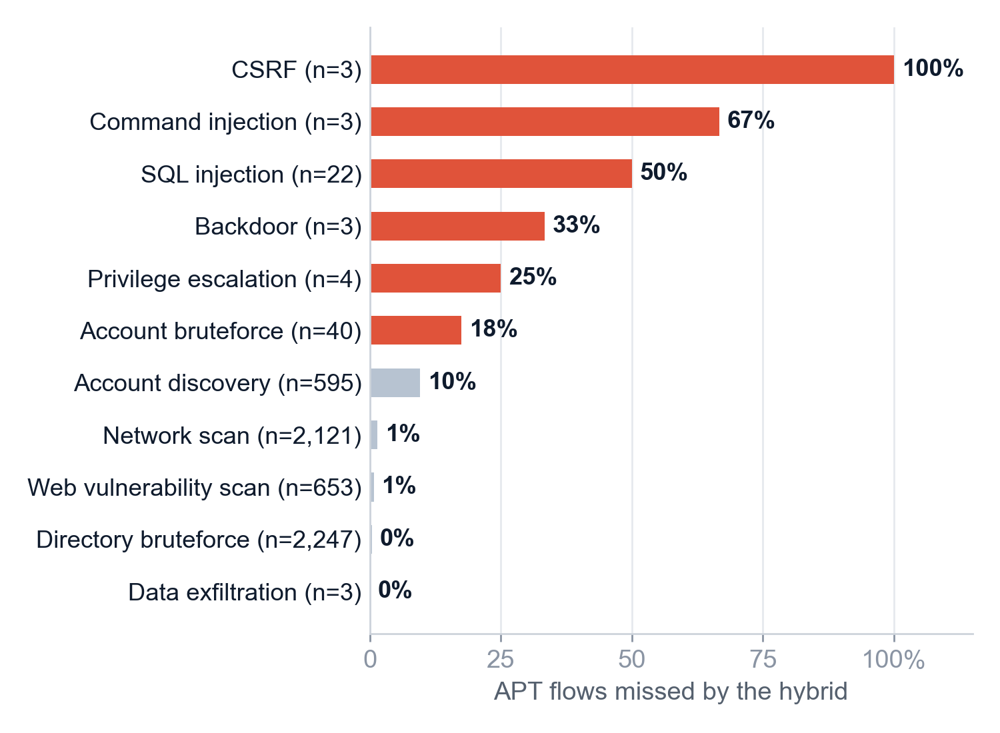 CSRF (n=3) 100%
Command injection (n=3) 67%
SQL injection (n=22) 50%
Backdoor (n=3) 33%
Privilege escalation (n=4) 25%
Account bruteforce (n=40) 18%
Account discovery (n=595) 10%
Network scan (n=2,121) 1%
Web vulnerability scan (n=653) 1%
Directory bruteforce (n=2,247) 0%
Data exfiltration (n=3) 0%
0 25 50 75 100%
APT flows missed by the hybrid